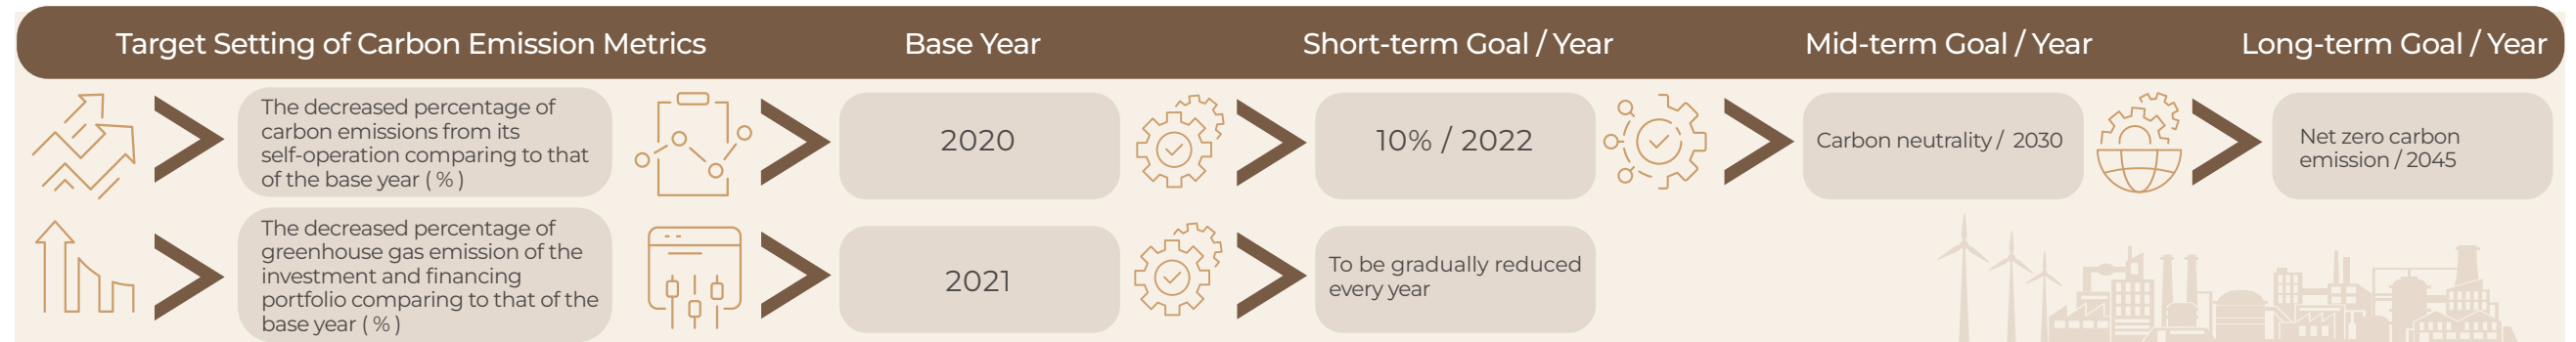 Target Setting of Carbon Emission Metrics
Base Year
Short-term Goal / Year
Mid-term Goal / Year
Long-term Goal / Year
The decreased percentage of
carbon emissions from its
self-operation comparing to that
of the base year ( % )
2020
10% / 2022
Carbon neutrality / 2030
Net zero carbon
emission / 2045
The decreased percentage of
greenhouse gas emission of the
investment and financing
portfolio comparing to that of the
base year ( % )
2021
To be gradually reduced
every year